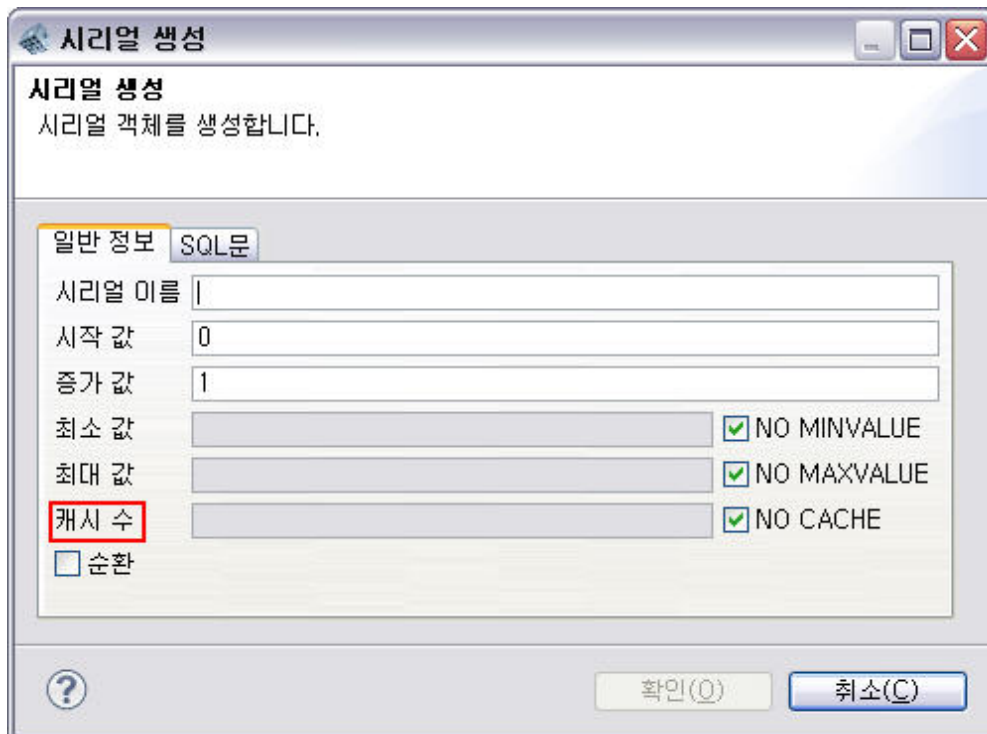 시리얼 생성
시리얼 생성
시리얼 객체를 생성합니다.
일반 정보 SQL문
시리얼 이름
시작 값 0
증가 값 1
최소 값 NO MINVALUE
최대 값 NO MAXVALUE
캐시 수 NO CACHE
순환
확인(O) 취소(C)